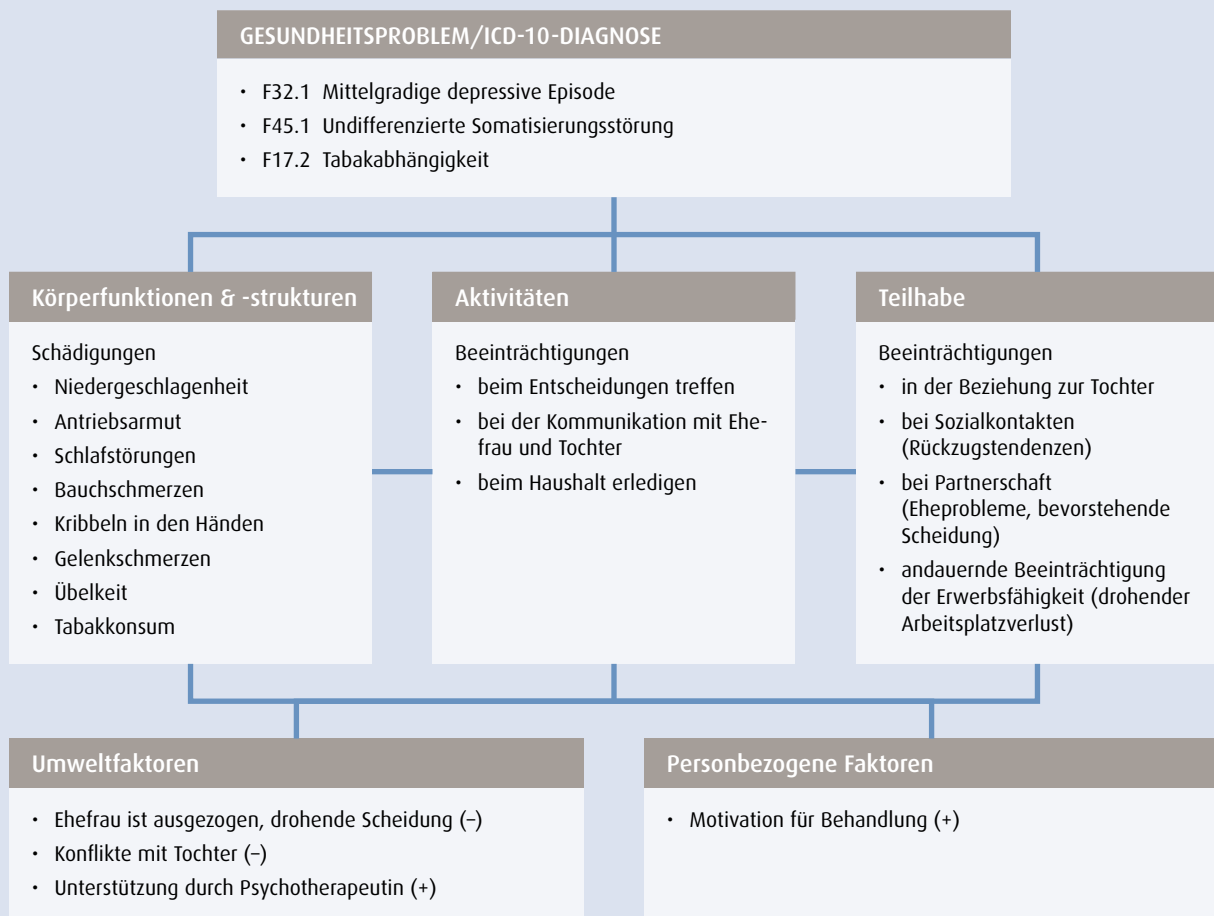 GESUNDHEITSPROBLEM/ICD-10-DIAGNOSE
• F32.1 Mittelgradige depressive Episode
• F45.1 Undifferenzierte Somatisierungsstörung
• F17.2 Tabakabhängigkeit
Körperfunktionen & -strukturen
Schädigungen
• Niedergeschlagenheit
• Antriebsarmut
• Schlafstörungen
• Bauchschmerzen
• Kribbeln in den Händen
• Gelenkschmerzen
• Übelkeit
• Tabakkonsum
Aktivitäten
Beeinträchtigungen
• beim Entscheidungen treffen
• bei der Kommunikation mit Ehe-
frau und Tochter
• beim Haushalt erledigen
Teilhabe
Beeinträchtigungen
• in der Beziehung zur Tochter
• bei Sozialkontakten
(Rückzugstendenzen)
• bei Partnerschaft
(Eheprobleme, bevorstehende
Scheidung)
• andauernde Beeinträchtigung
der Erwerbsfähigkeit (drohender
Arbeitsplatzverlust)
Umweltfaktoren
• Ehefrau ist ausgezogen, drohende Scheidung (–)
• Konflikte mit Tochter (–)
• Unterstützung durch Psychotherapeutin (+)
Personbezogene Faktoren
• Motivation für Behandlung (+)